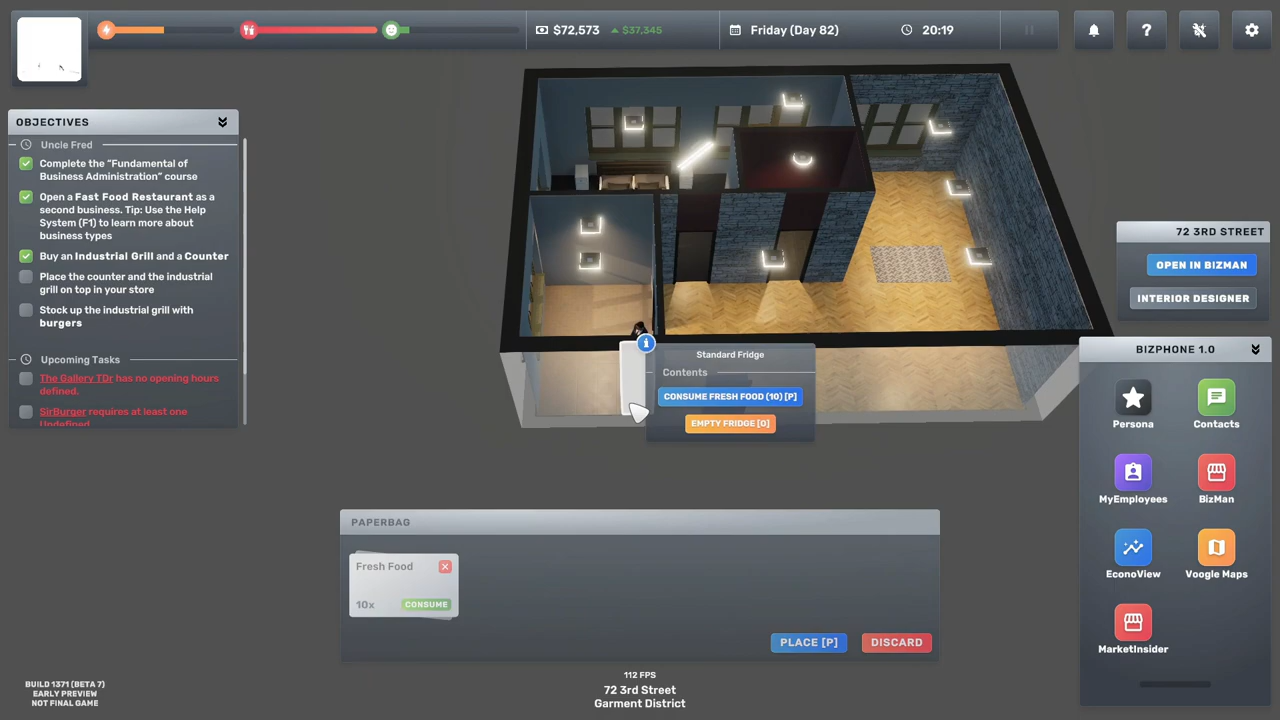 $72,573
$37,345
Friday (Day 82)
20:19
?
OBJECTIVES
Uncle Fred
Complete the "Fundamental of
Business Administration" course
Open a Fast Food Restaurant as a
second business. Tip: Use the Help
System (F1) to learn more about
business types
Buy an Industrial Grill and a Counter
Place the counter and the industrial
grill on top in your store
Stock up the industrial grill with
burgers
Upcoming Tasks
The Gallery TDr has no opening hours
defined.
SirBurger requires at least one
Undefined
72 3RD STREET
OPEN IN BIZMAN
INTERIOR DESIGNER
i
Standard Fridge
Contents
CONSUME FRESH FOOD (10) [P]
EMPTY FRIDGE [O]
BIZPHONE 1.0
Persona
Contacts
MyEmployees
BizMan
EconoView
Voogle Maps
MarketInsider
PAPERBAG
Fresh Food
10x
CONSUME
PLACE [P]
DISCARD
BUILD 1371 (BETA 7)
EARLY PREVIEW
NOT FINAL GAME
112 FPS
72 3rd Street
Garment District